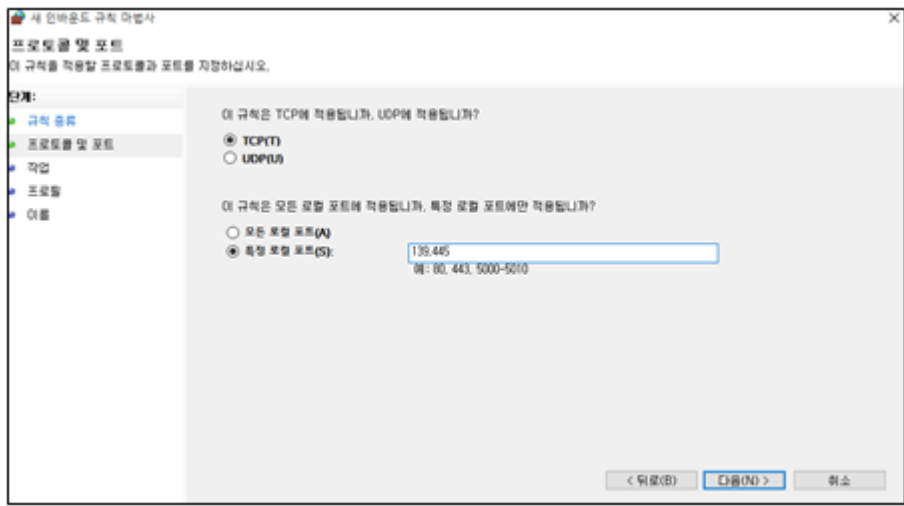 새 인바운드 규칙 마법사
프로토콜 및 포트
이 규칙을 적용할 프로토콜과 포트를 지정하십시오.
단계:
규칙 종류
프로토콜 및 포트
작업
프로필
이름
이 규칙은 TCP에 적용됩니까, UDP에 적용됩니까?
TCP(T)
UDP(U)
이 규칙은 모든 로컬 포트에 적용됩니까, 특정 로컬 포트에만 적용됩니까?
모든 로컬 포트(A)
특정 로컬 포트(S):
139,445
예: 80, 443, 5000-5010
< 뒤로(B)
다음(N) >
취소